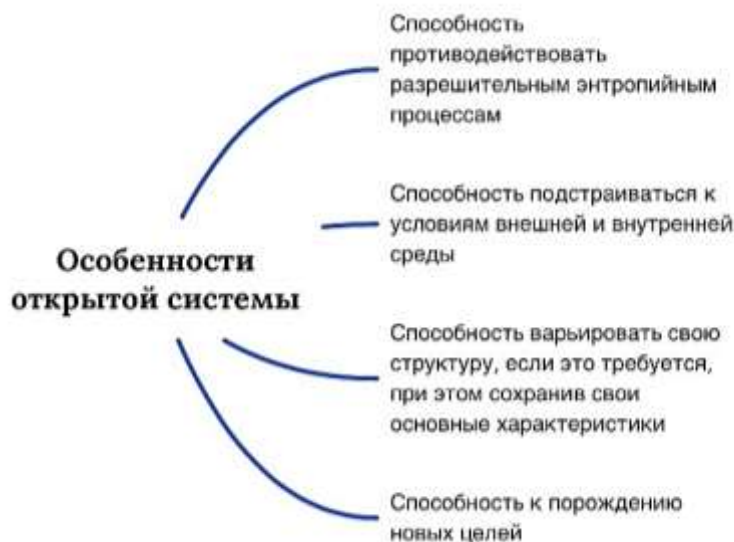 Способность
противодействовать
разрешительным энтропийным
процессам
Способность подстраиваться к
условиям внешней и внутренней
среды
Особенности
открытой системы
Способность варьировать свою
структуру, если это требуется,
при этом сохранив свои
основные характеристики
Способность к порождению
новых целей